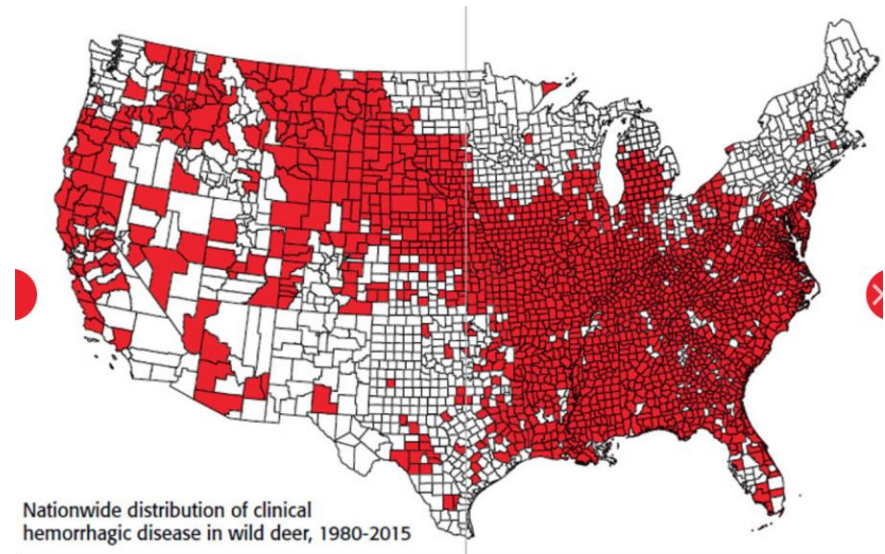 Nationwide distribution of clinical
hemorrhagic disease in wild deer, 1980-2015